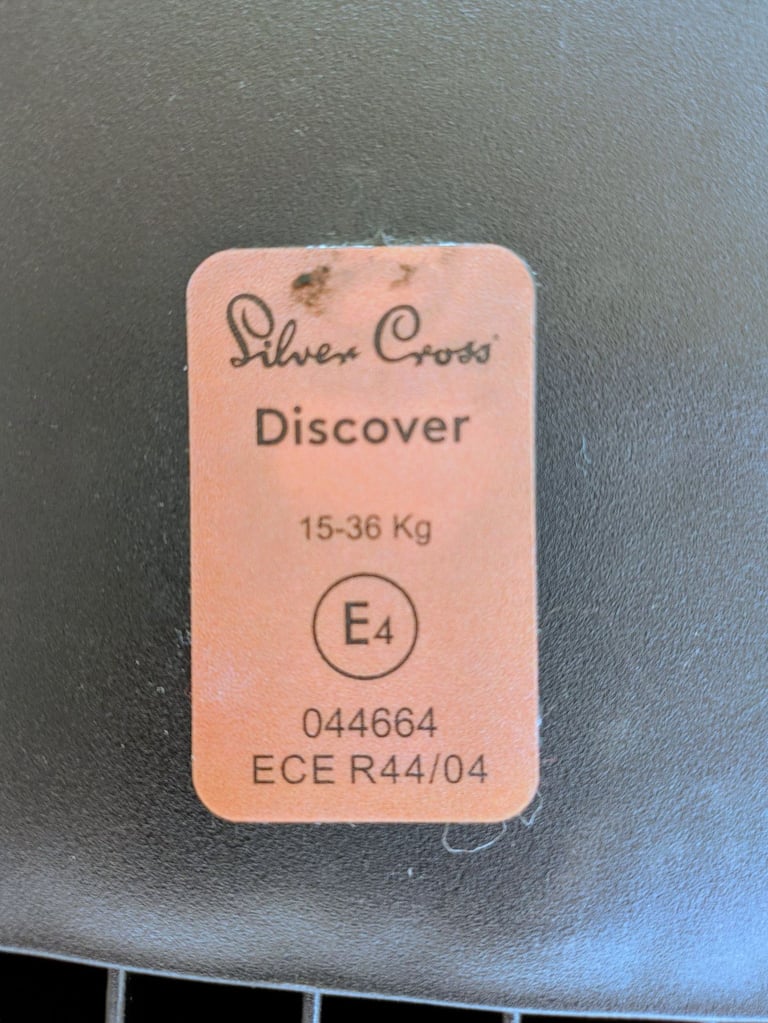 Silver Cross
Discover
15-36 Kg
E4
044664
ECE R44/04